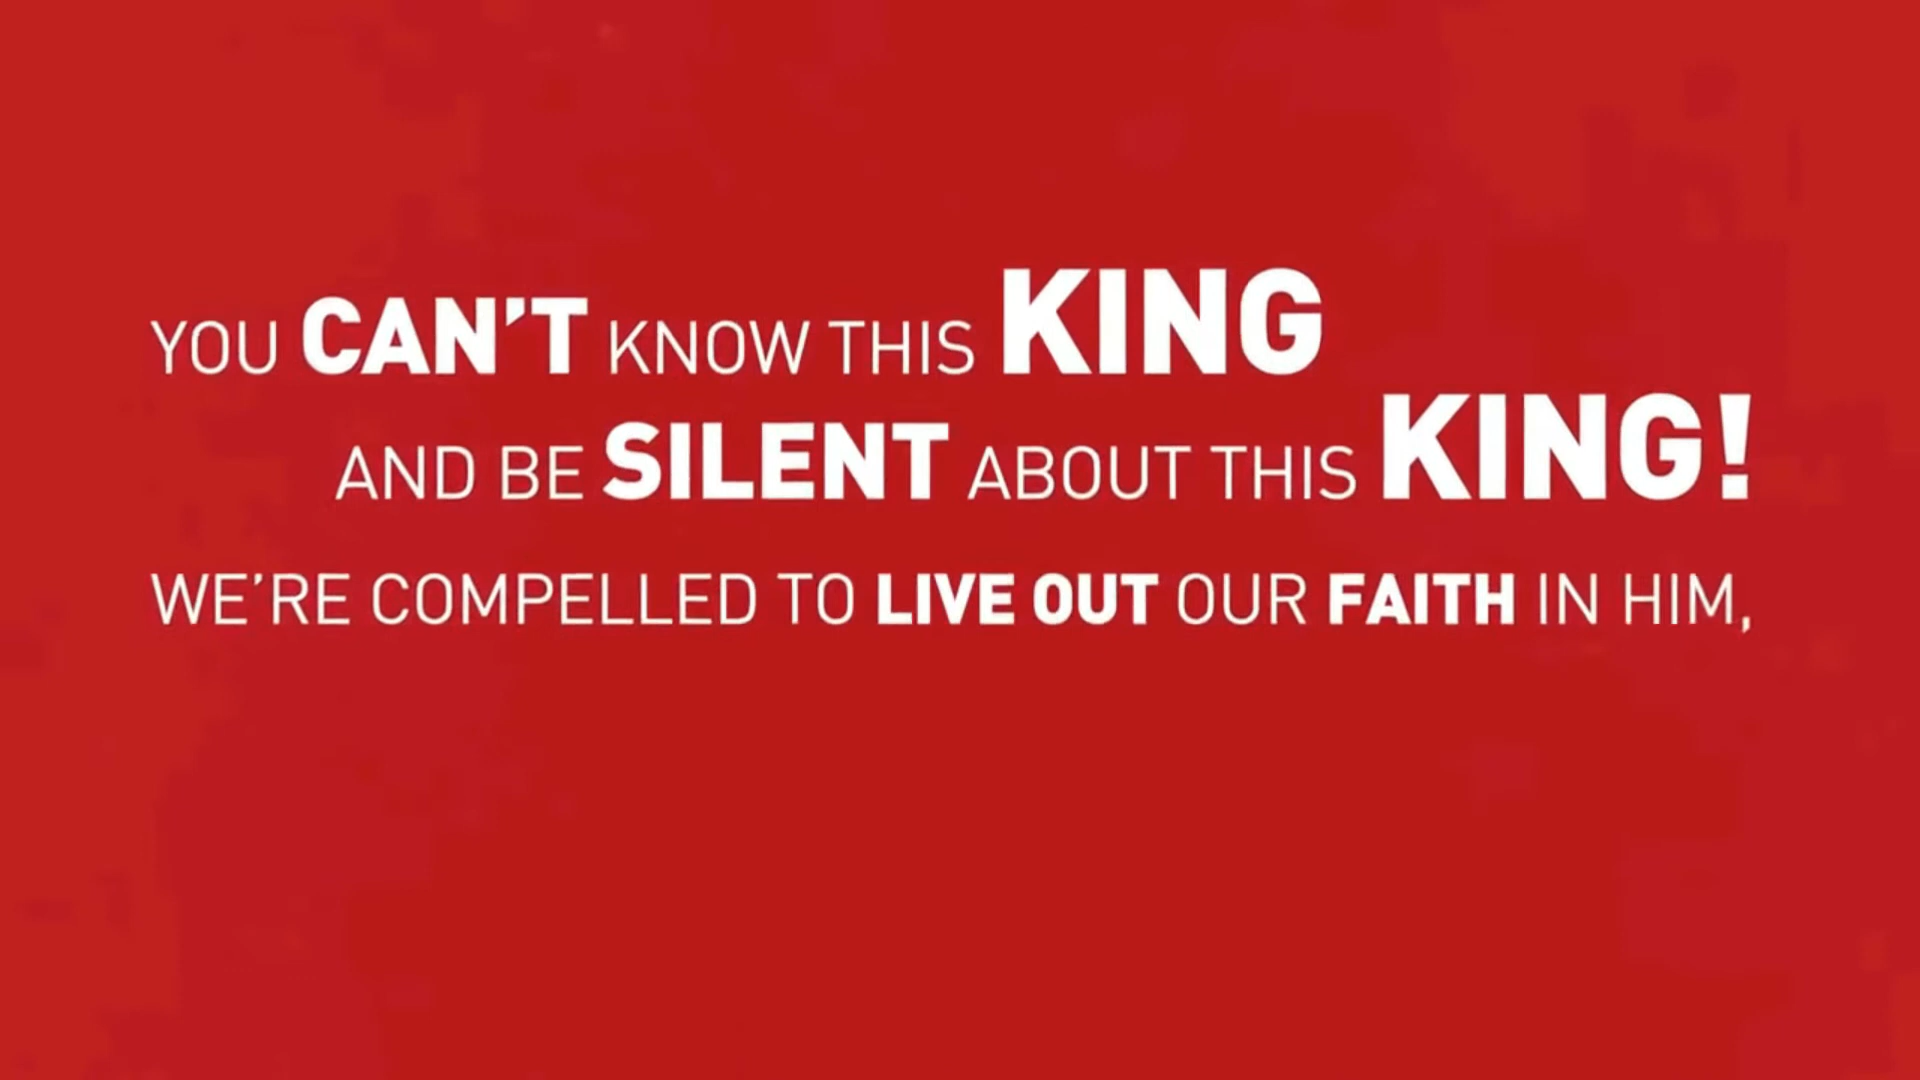 YOU CAN'T KNOW THIS KING
AND BE SILENT ABOUT THIS KING!
WE'RE COMPELLED TO LIVE OUT OUR FAITH IN HIM,